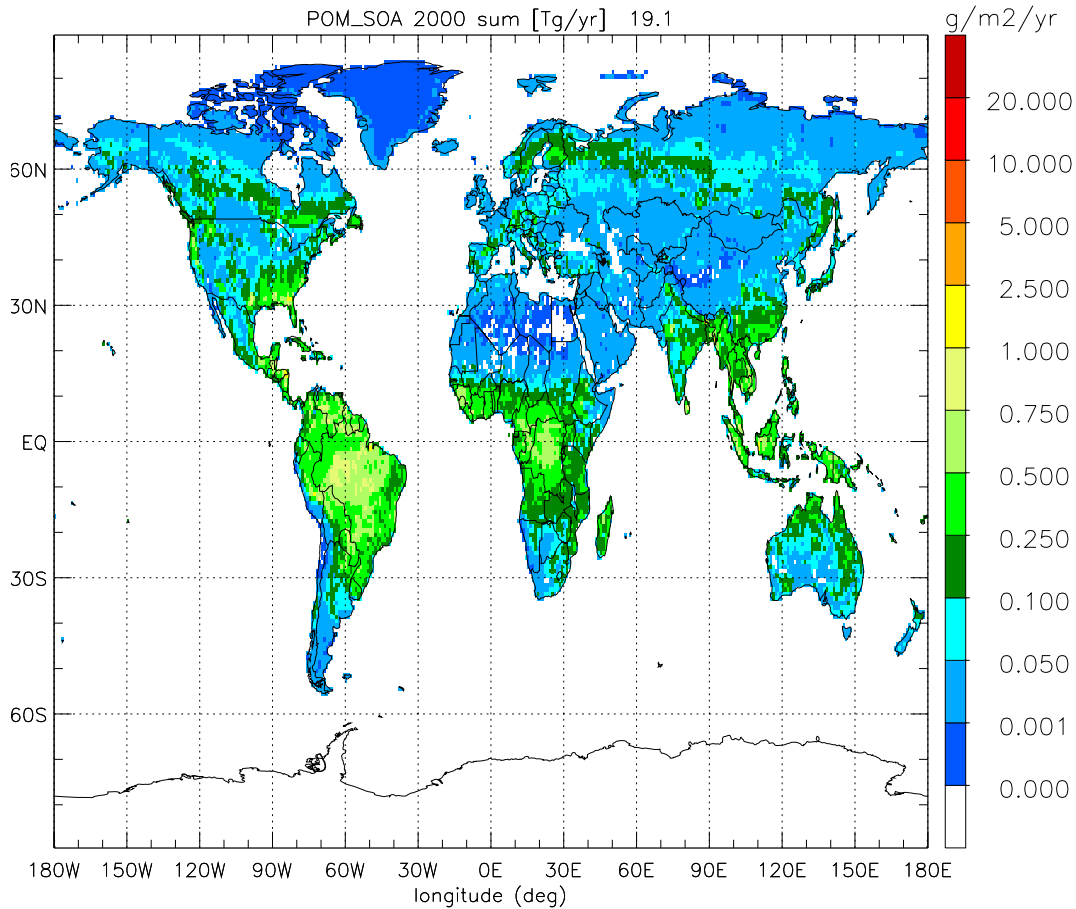 POM_SOA 2000 sum [Tg/yr] 19.1
g/m2/yr
20.000
10.000
5.000
2.500
1.000
0.750
0.500
0.250
0.100
0.050
0.001
0.000
60N
30N
EQ
30S
60S
180W 150W 120W 90W 60W 30W 0E 30E 60E 90E 120E 150E 180E
longitude (deg)